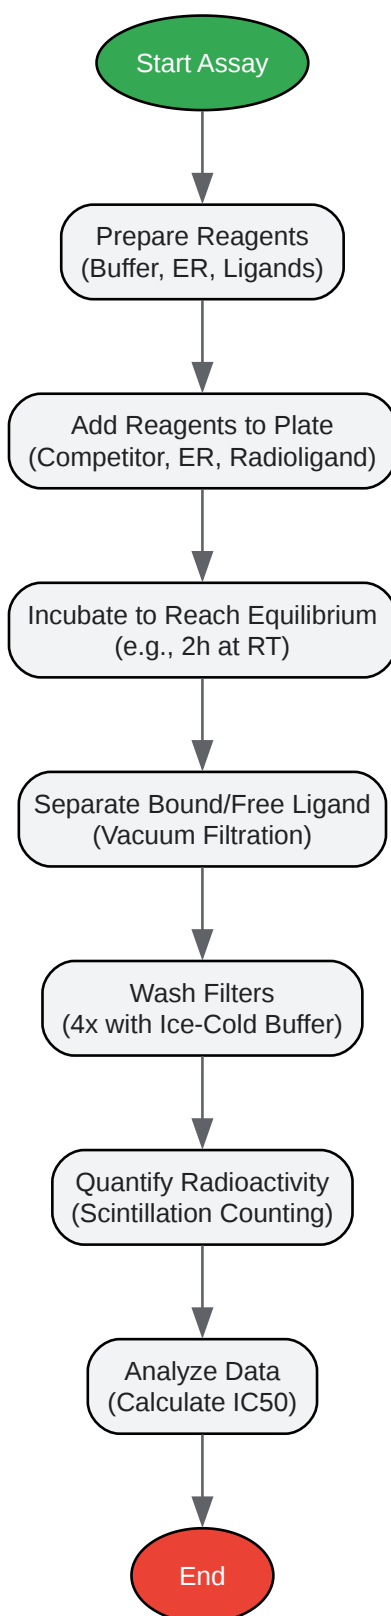 Start Assay
Prepare Reagents
(Buffer, ER, Ligands)
Add Reagents to Plate
(Competitor, ER, Radioligand)
Incubate to Reach Equilibrium
(e.g., 2h at RT)
Separate Bound/Free Ligand
(Vacuum Filtration)
Wash Filters
(4x with Ice-Cold Buffer)
Quantify Radioactivity
(Scintillation Counting)
Analyze Data
(Calculate IC50)
End